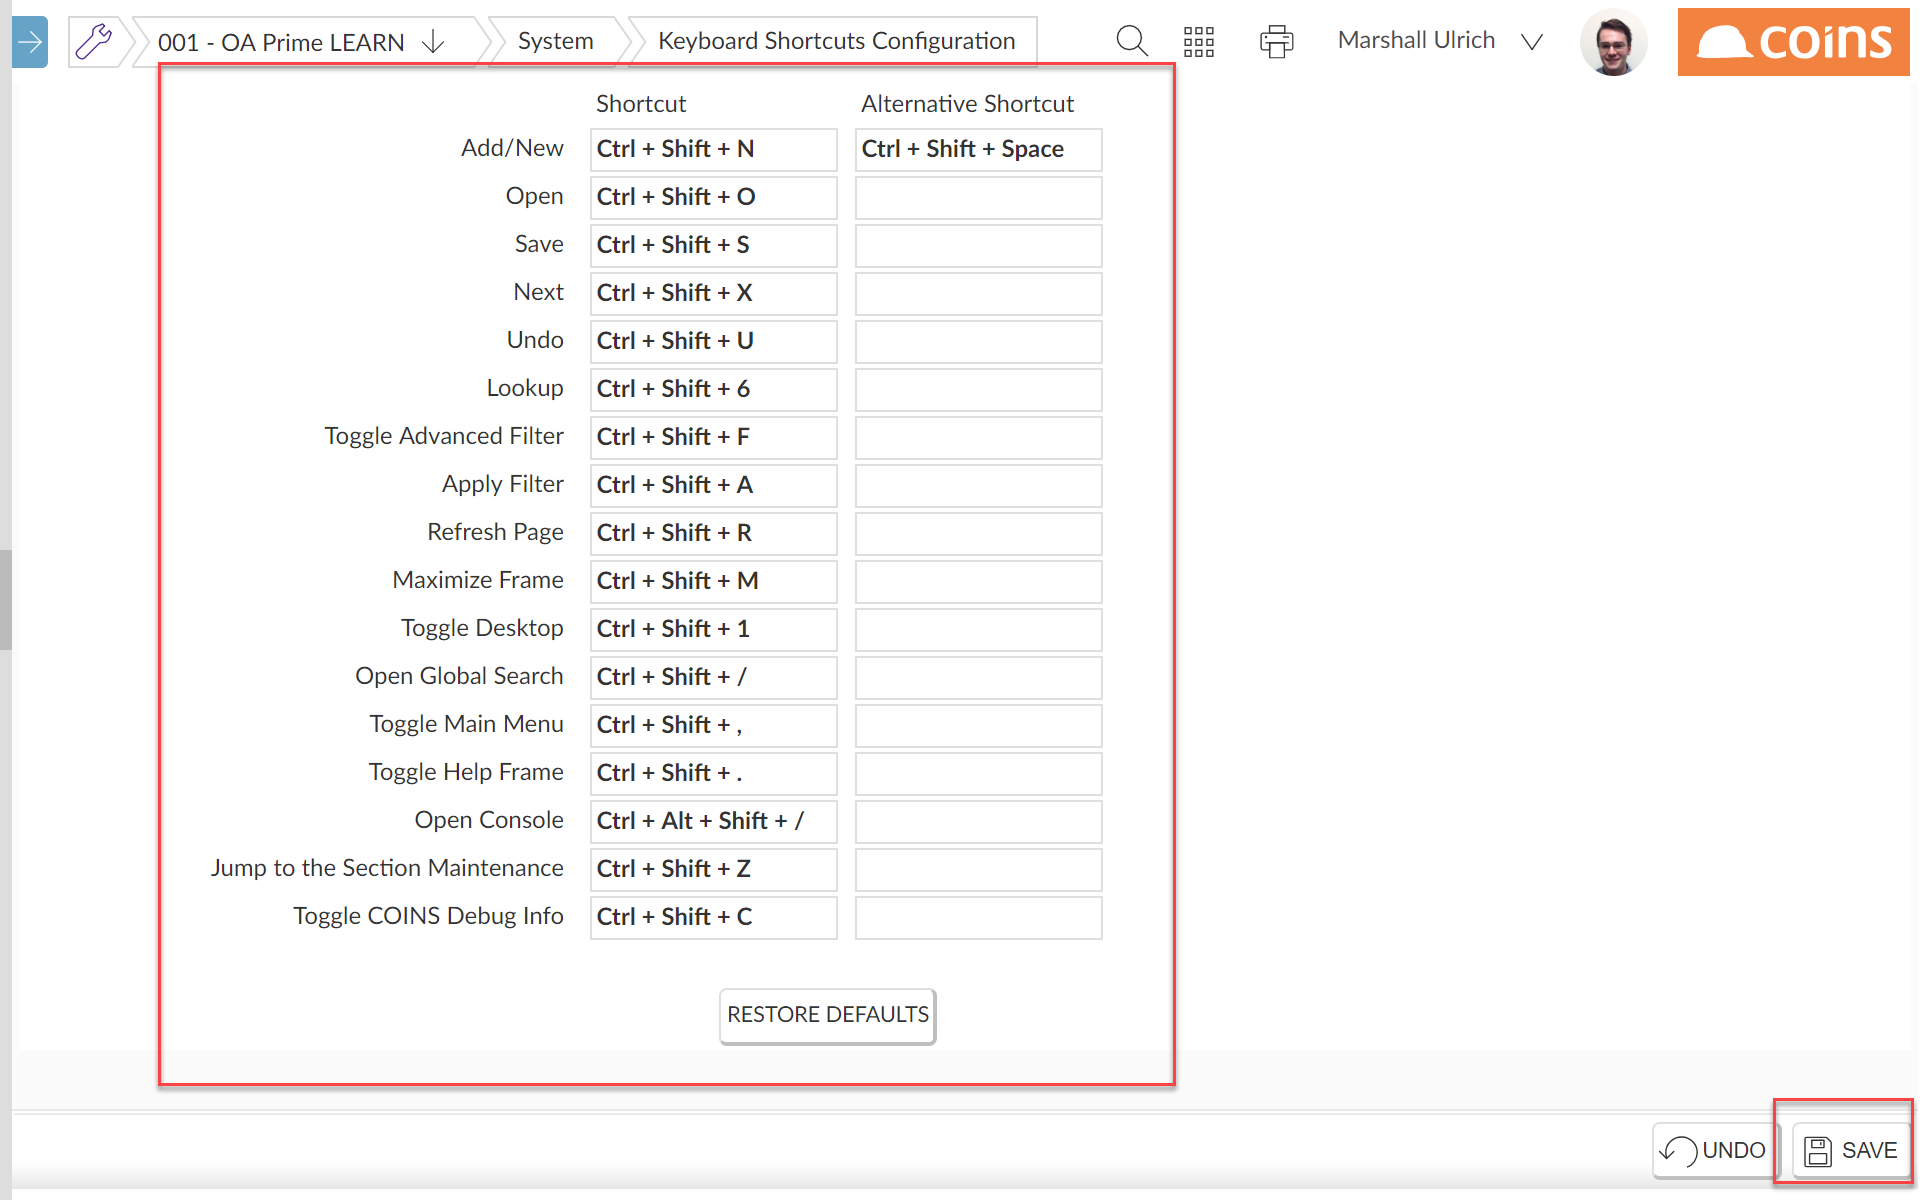 001 - OA Prime LEARN System Keyboard Shortcuts Configuration Marshall Ulrich coins
Shortcut Alternative Shortcut
Add/New Ctrl + Shift + N Ctrl + Shift + Space
Open Ctrl + Shift + O
Save Ctrl + Shift + S
Next Ctrl + Shift + X
Undo Ctrl + Shift + U
Lookup Ctrl + Shift + 6
Toggle Advanced Filter Ctrl + Shift + F
Apply Filter Ctrl + Shift + A
Refresh Page Ctrl + Shift + R
Maximize Frame Ctrl + Shift + M
Toggle Desktop Ctrl + Shift + 1
Open Global Search Ctrl + Shift + /
Toggle Main Menu Ctrl + Shift + ,
Toggle Help Frame Ctrl + Shift + .
Open Console Ctrl + Alt + Shift + /
Jump to the Section Maintenance Ctrl + Shift + Z
Toggle COINS Debug Info Ctrl + Shift + C
RESTORE DEFAULTS
UNDO SAVE